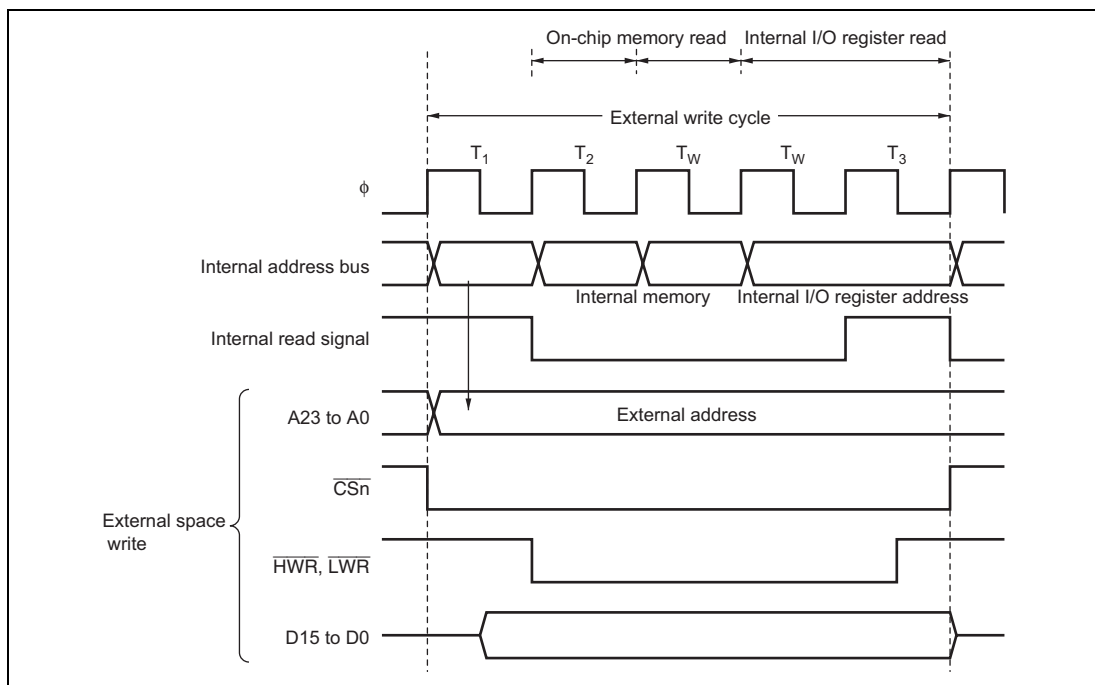 On-chip memory read Internal I/O register read
External write cycle
T1 T2 TW TW T3
ϕ
Internal address bus
Internal memory Internal I/O register address
Internal read signal
A23 to A0 External address
CSn
External space
write
HWR, LWR
D15 to D0